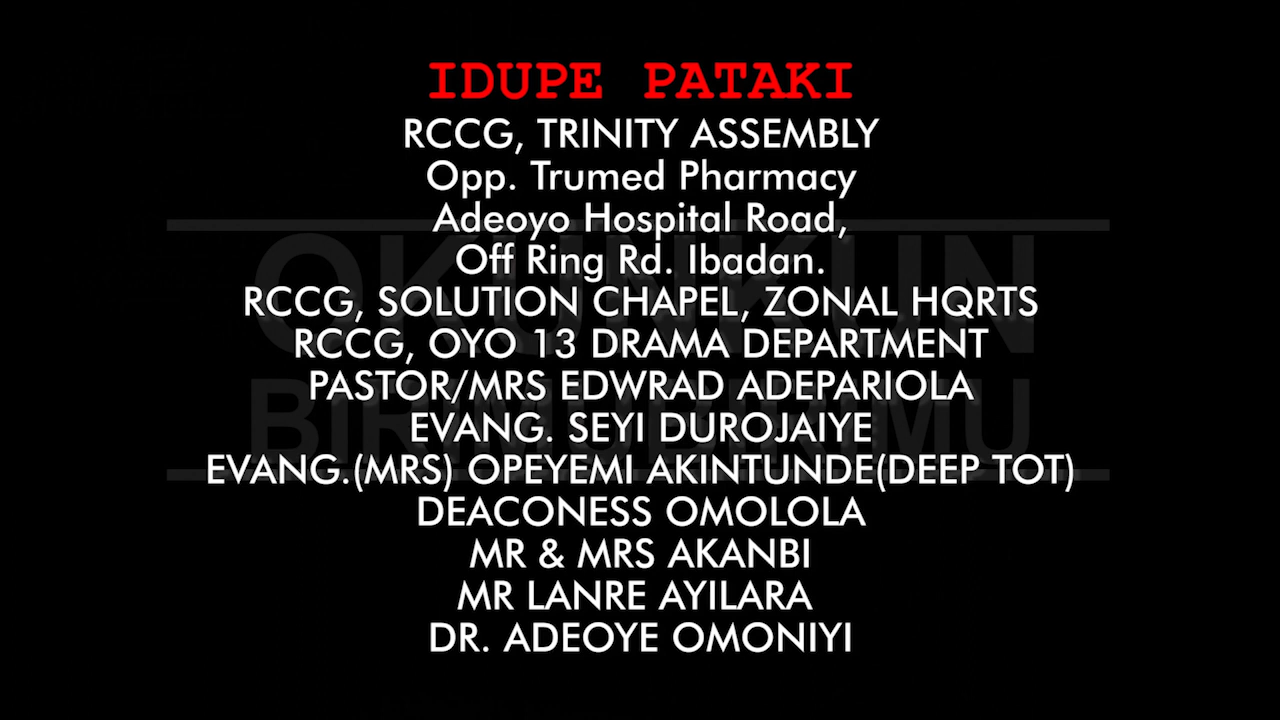 IDUPE PATAKI
RCCG, TRINITY ASSEMBLY
Opp. Trumed Pharmacy
Adeoyo Hospital Road,
Off Ring Rd. Ibadan.
RCCG, SOLUTION CHAPEL, ZONAL HQRTS
RCCG, OYO 13 DRAMA DEPARTMENT
PASTOR/MRS EDWRAD ADEPARIOLA
EVANG. SEYI DUROJAIYE
EVANG.(MRS) OPEYEMI AKINTUNDE(DEEP TOT)
DEACONESS OMOLOLA
MR & MRS AKANBI
MR LANRE AYILARA
DR. ADEOYE OMONIYI
OKUNKUN
BIRIMUBIRIMU